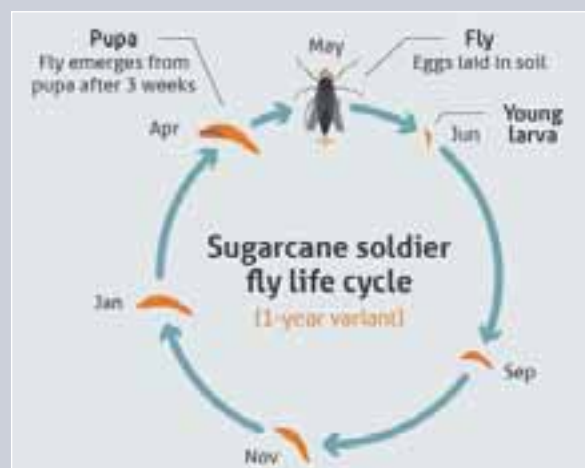 Pupa
Fly emerges from
pupa after 3 weeks
May
Fly
Eggs laid in soil
Apr
Jun
Young
larva
Sugarcane soldier
fly life cycle
(1-year variant)
Jan
Sep
Nov